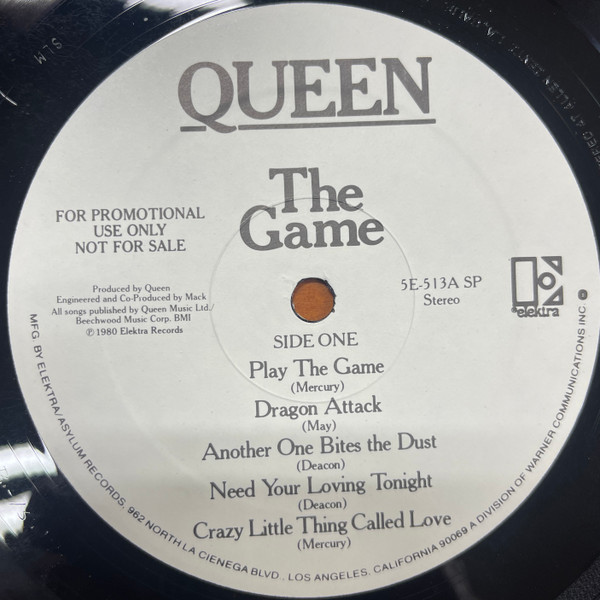 QUEEN
The
Game
FOR PROMOTIONAL
USE ONLY
NOT FOR SALE
Produced by Queen
Engineered and Co-Produced by Mack
All songs published by Queen Music Ltd./
Beechwood Music Corp. BMI
℗ 1980 Elektra Records
5E-513A SP
Stereo
elektra
SIDE ONE
Play The Game
(Mercury)
Dragon Attack
(May)
Another One Bites the Dust
(Deacon)
Need Your Loving Tonight
(Deacon)
Crazy Little Thing Called Love
(Mercury)
MFG. BY ELEKTRA/ASYLUM RECORDS, 962 NORTH LA CIENEGA BLVD., LOS ANGELES, CALIFORNIA 90069 A DIVISION OF WARNER COMMUNICATIONS INC.
SLM